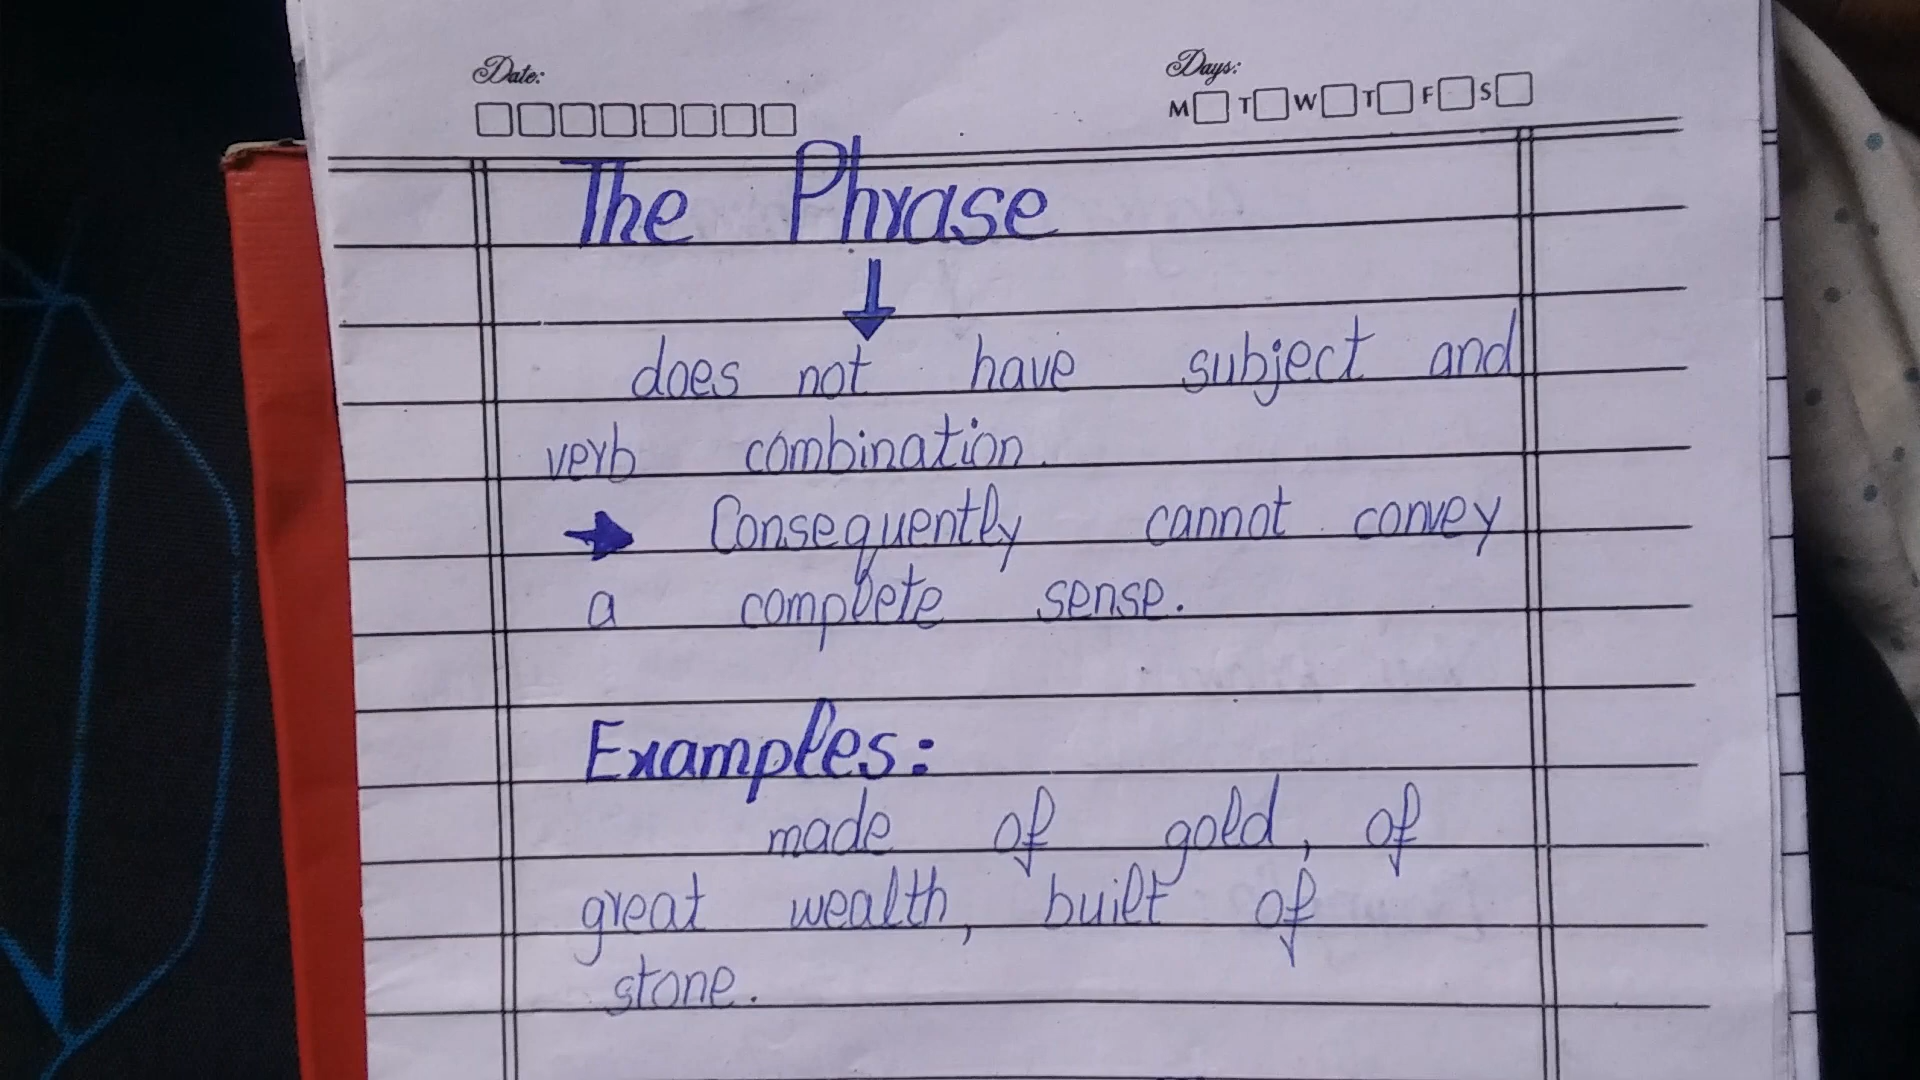 Date:
Days:
M T W T F S
The Phrase
does not have subject and
verb combination.
Consequently cannot convey
a complete sense.
Examples:
made of gold, of
great wealth, built of
stone.